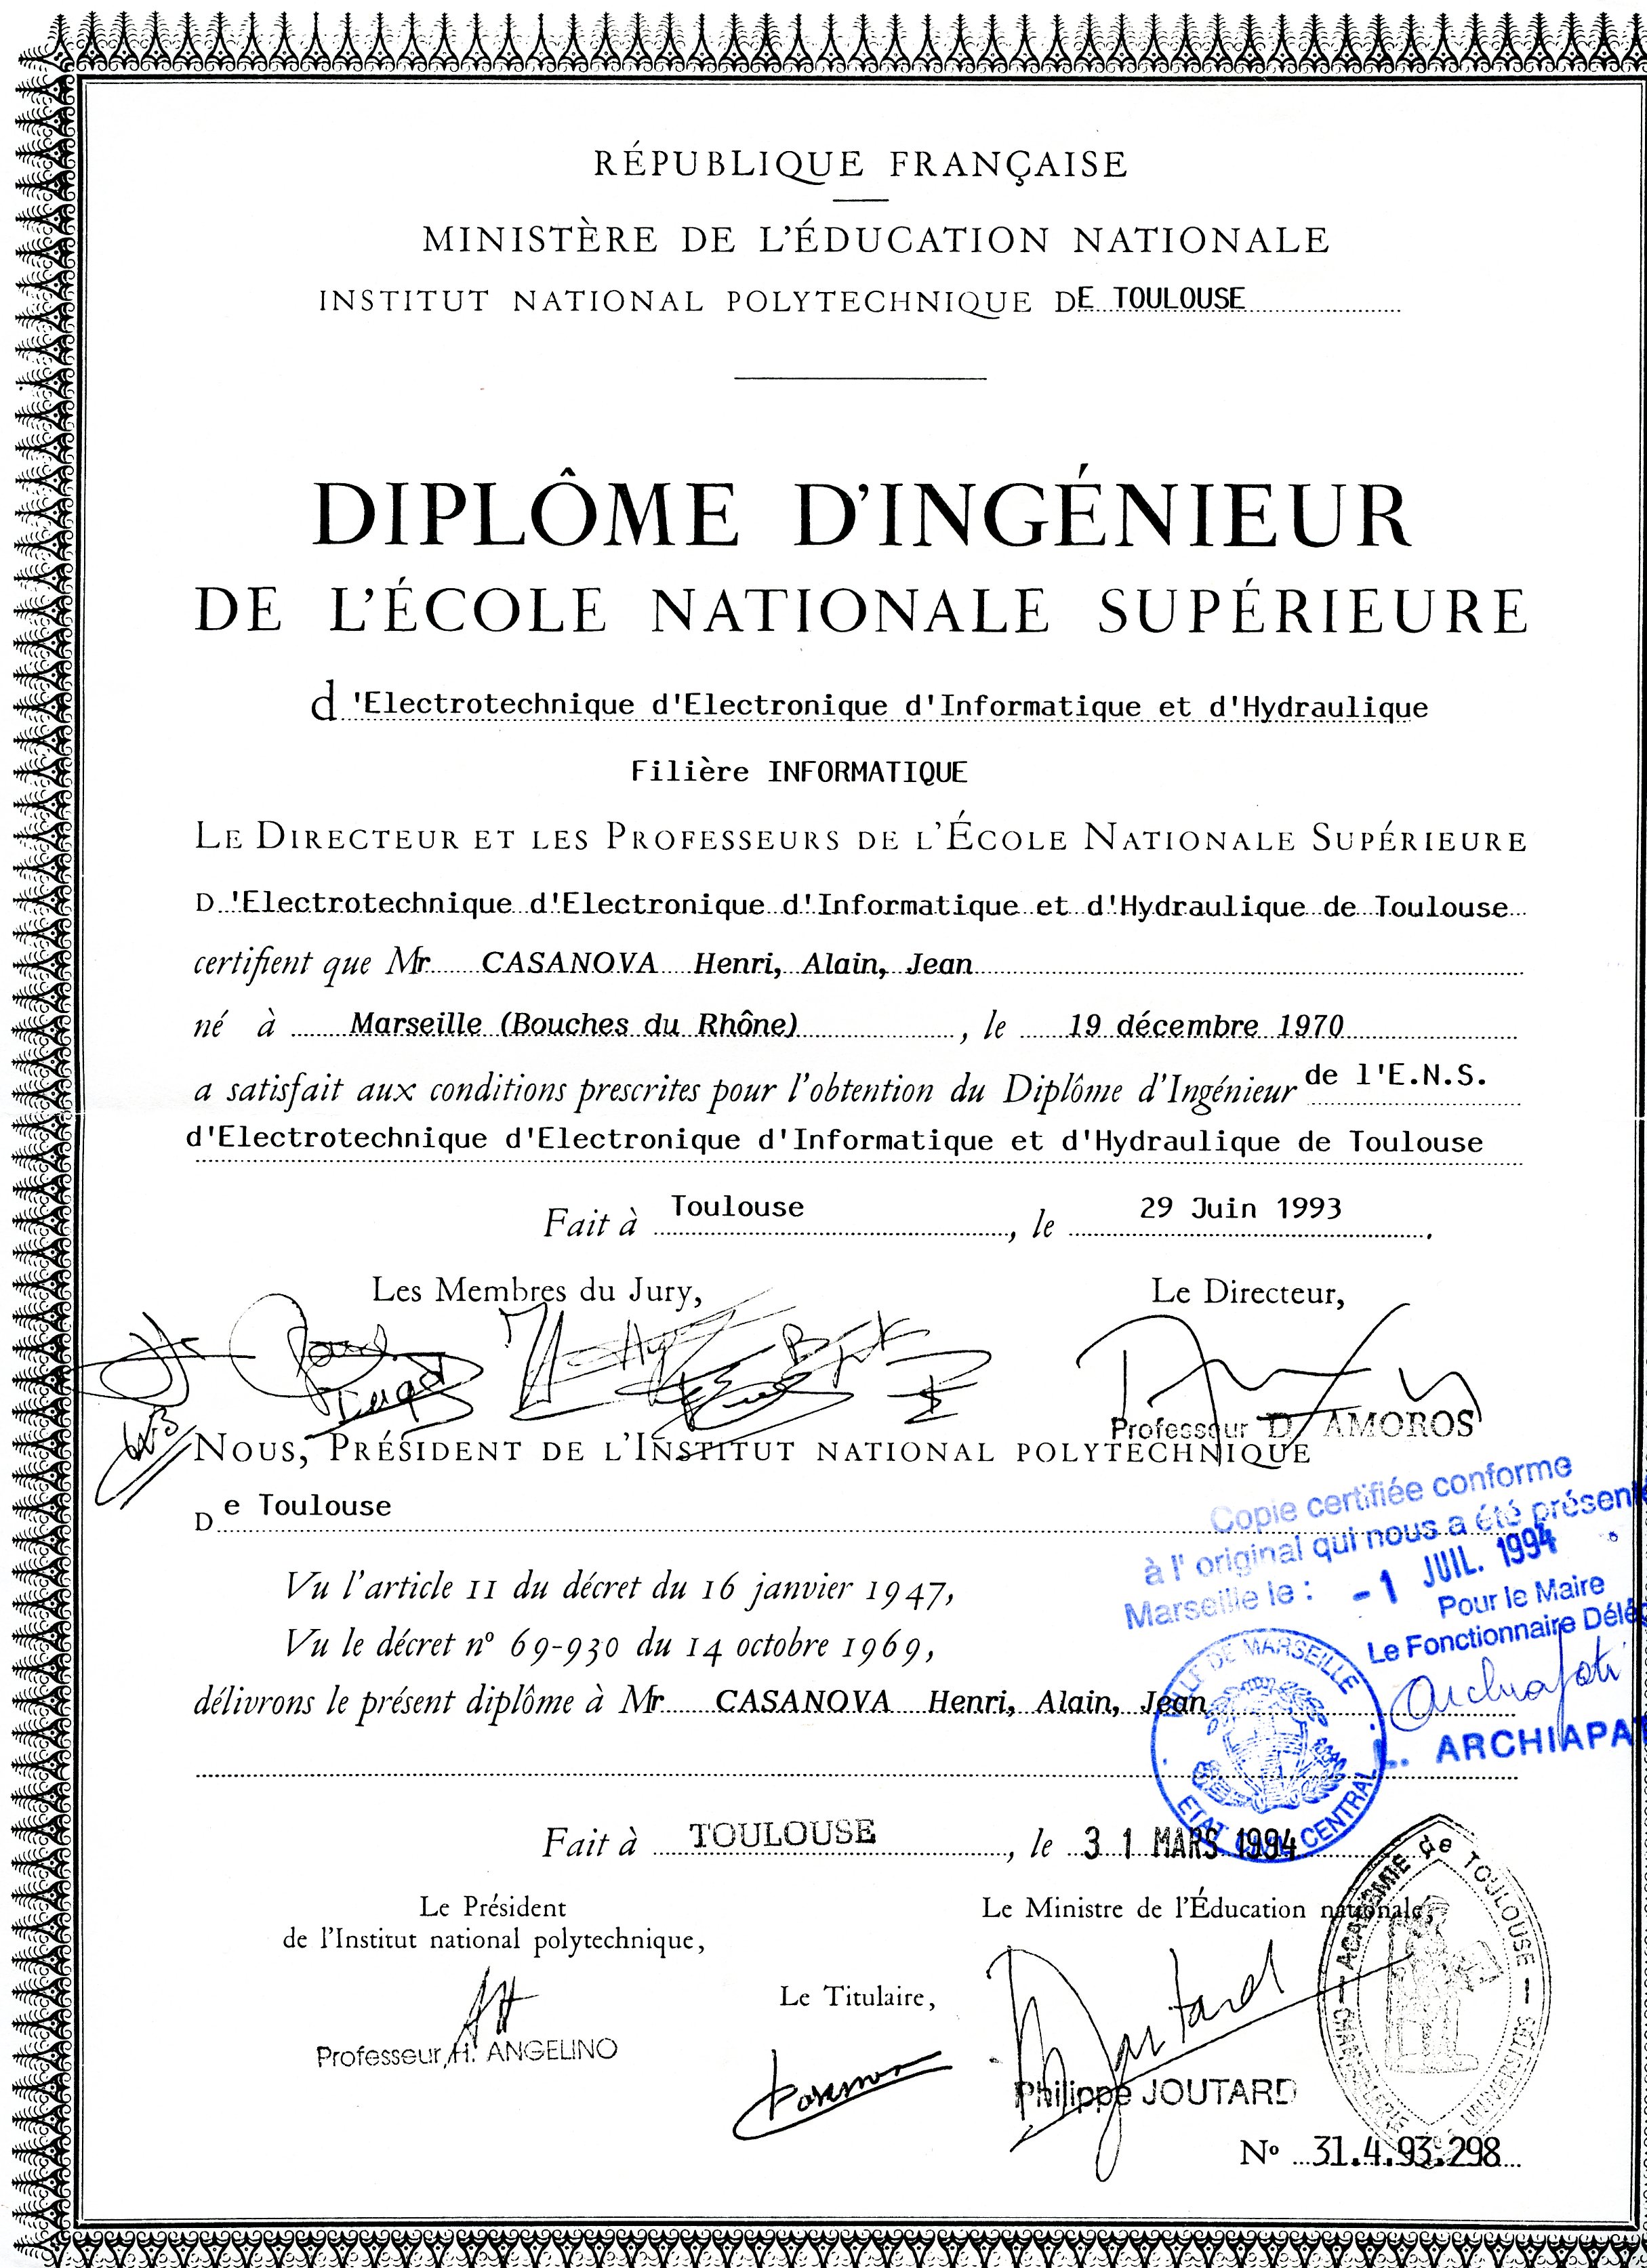 RÉPUBLIQUE FRANÇAISE
MINISTÈRE DE L'ÉDUCATION NATIONALE
INSTITUT NATIONAL POLYTECHNIQUE DE TOULOUSE
DIPLÔME D'INGÉNIEUR
DE L'ÉCOLE NATIONALE SUPÉRIEURE
d'Electrotechnique d'Electronique d'Informatique et d'Hydraulique
Filière INFORMATIQUE
LE DIRECTEUR ET LES PROFESSEURS DE L'ÉCOLE NATIONALE SUPÉRIEURE
D'Electrotechnique d'Electronique d'Informatique et d'Hydraulique de Toulouse
certifient que Mr CASANOVA Henri, Alain, Jean
né à Marseille (Bouches du Rhône), le 19 décembre 1970
a satisfait aux conditions prescrites pour l'obtention du Diplôme d'Ingénieur de l'E.N.S.
d'Electrotechnique d'Electronique d'Informatique et d'Hydraulique de Toulouse
Fait à Toulouse, le 29 Juin 1993.
Les Membres du Jury,
Le Directeur,
Professeur D. AMOROS
NOUS, PRÉSIDENT DE L'INSTITUT NATIONAL POLYTECHNIQUE
De Toulouse
Copie certifiée conforme
à l'original qui nous a été présenté
Marseille le : -1 JUIL. 1994
Pour le Maire
Le Fonctionnaire Délé
L. ARCHIAPA
VILLE DE MARSEILLE
ETAT CIVIL CENTRAL
Vu l'article 11 du décret du 16 janvier 1947,
Vu le décret nº 69-930 du 14 octobre 1969,
délivrons le présent diplôme à Mr CASANOVA Henri, Alain, Jean
Fait à TOULOUSE, le 31 MARS 1994
Le Président
de l'Institut national polytechnique,
Professeur H. ANGELINO
Le Titulaire,
Le Ministre de l'Éducation nationale,
Philippe JOUTARD
ACADÉMIE de TOULOUSE
CHANCELLERIE UNIVERSITÉS
Nº 31.4.93.298